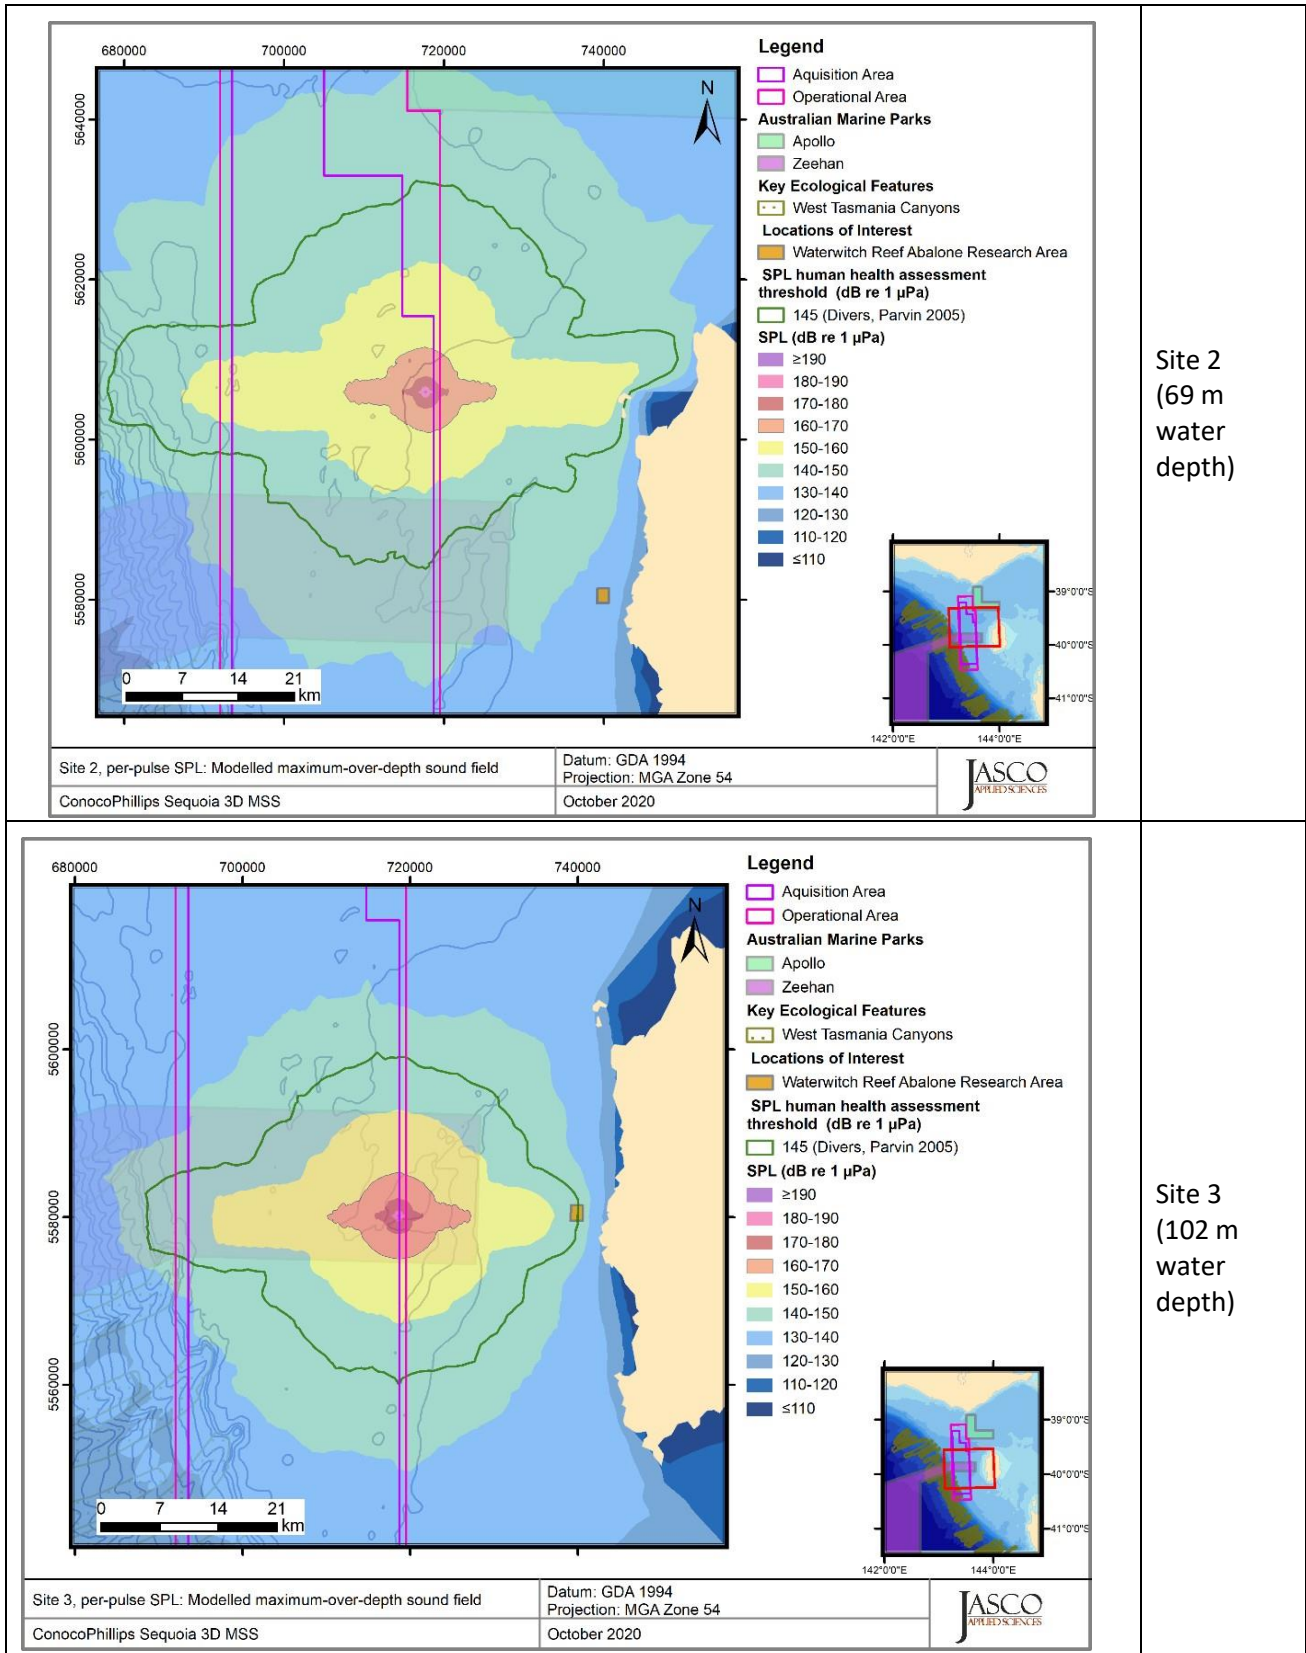 680000
700000
720000
740000
5640000
5620000
5600000
5580000
N
0 7 14 21
km
Legend
Aquisition Area
Operational Area
Australian Marine Parks
Apollo
Zeehan
Key Ecological Features
West Tasmania Canyons
Locations of Interest
Waterwitch Reef Abalone Research Area
SPL human health assessment
threshold (dB re 1 µPa)
145 (Divers, Parvin 2005)
SPL (dB re 1 µPa)
≥190
180-190
170-180
160-170
150-160
140-150
130-140
120-130
110-120
≤110
39°0'0"S
40°0'0"S
41°0'0"S
142°0'0"E
144°0'0"E
Site 2, per-pulse SPL: Modelled maximum-over-depth sound field
ConocoPhillips Sequoia 3D MSS
Datum: GDA 1994
Projection: MGA Zone 54
October 2020
JASCO
APPLIED SCIENCES
Site 2
(69 m
water
depth)
680000
700000
720000
740000
5600000
5580000
5560000
N
0 7 14 21
km
Legend
Aquisition Area
Operational Area
Australian Marine Parks
Apollo
Zeehan
Key Ecological Features
West Tasmania Canyons
Locations of Interest
Waterwitch Reef Abalone Research Area
SPL human health assessment
threshold (dB re 1 µPa)
145 (Divers, Parvin 2005)
SPL (dB re 1 µPa)
≥190
180-190
170-180
160-170
150-160
140-150
130-140
120-130
110-120
≤110
39°0'0"S
40°0'0"S
41°0'0"S
142°0'0"E
144°0'0"E
Site 3, per-pulse SPL: Modelled maximum-over-depth sound field
ConocoPhillips Sequoia 3D MSS
Datum: GDA 1994
Projection: MGA Zone 54
October 2020
JASCO
APPLIED SCIENCES
Site 3
(102 m
water
depth)